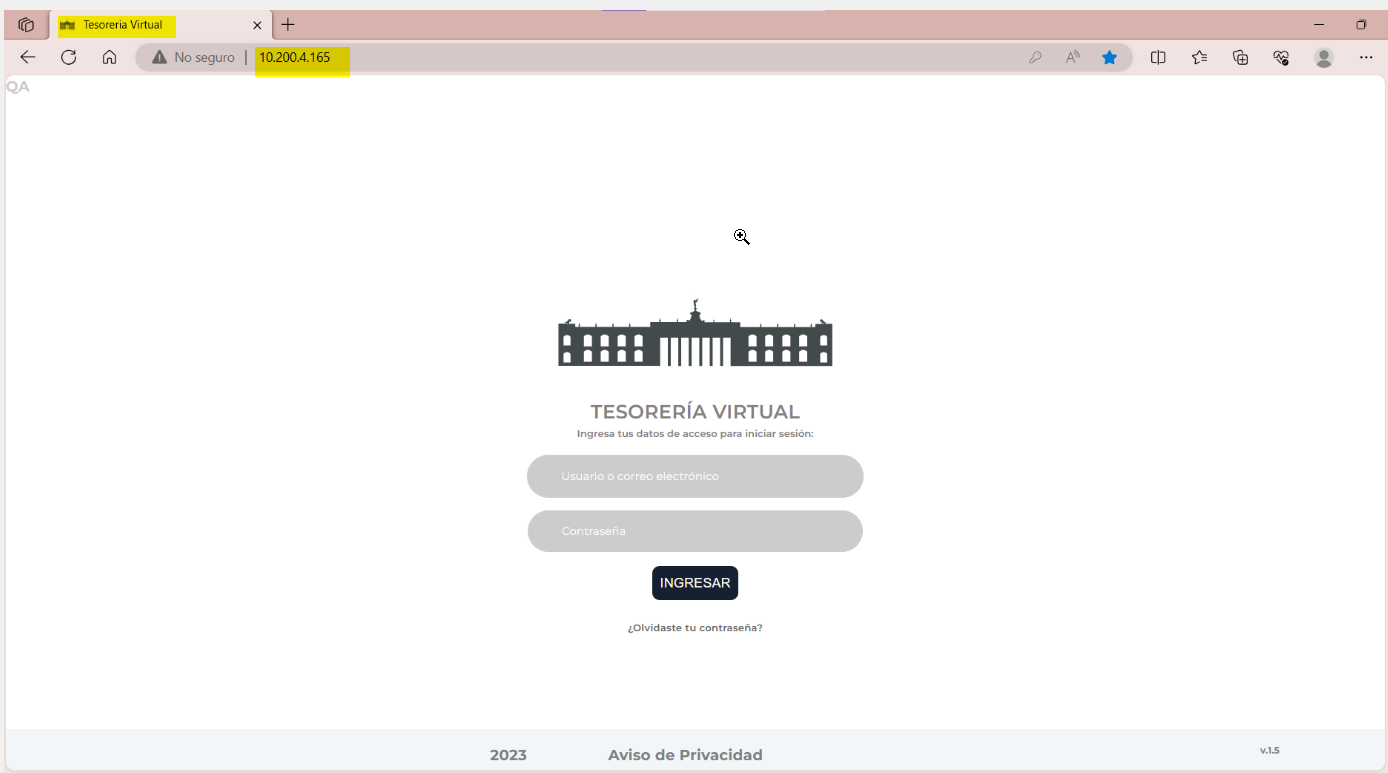 Tesoreria Virtual
No seguro | 10.200.4.165
QA
TESORERÍA VIRTUAL
Ingresa tus datos de acceso para iniciar sesión:
Usuario o correo electrónico
Contraseña
INGRESAR
¿Olvidaste tu contraseña?
2023 Aviso de Privacidad v.1.5